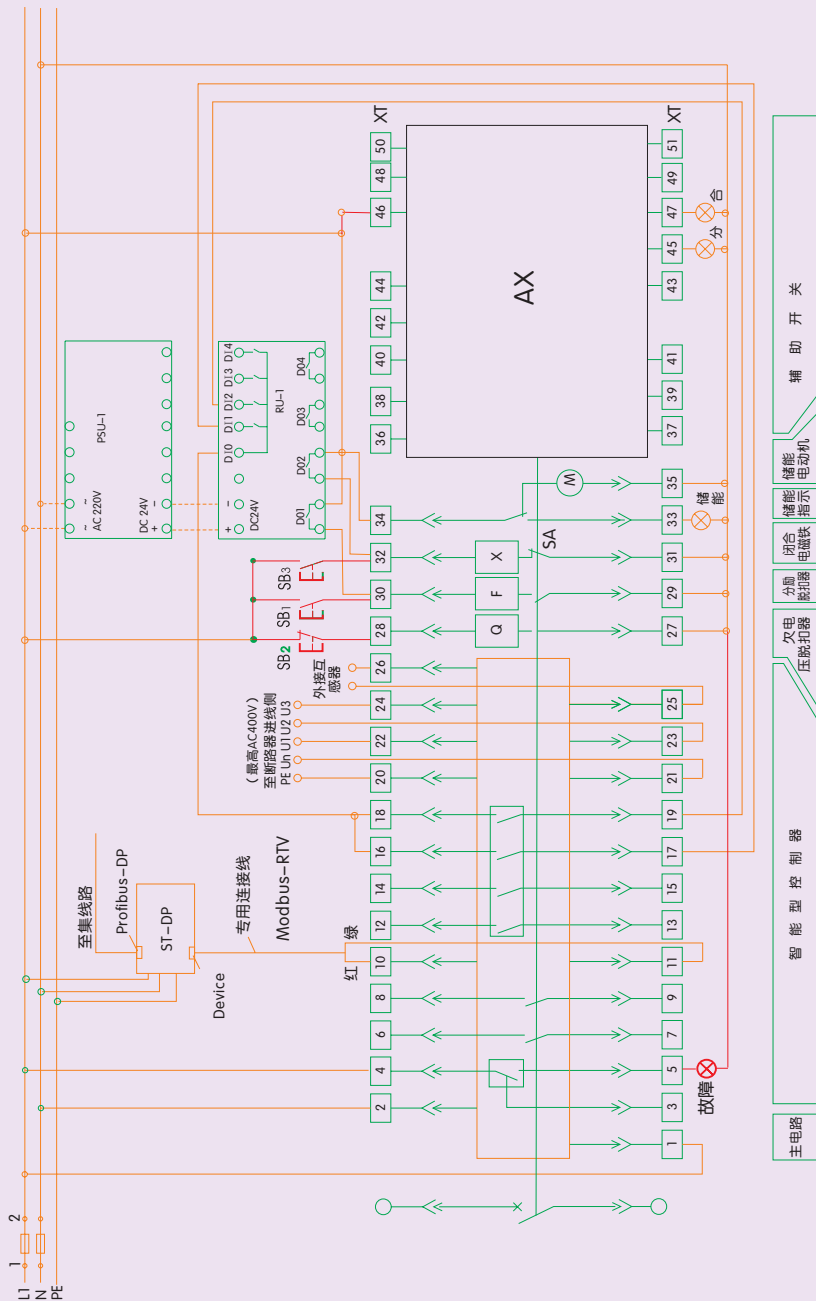 L1
1 2
N
PE
至集线路
Profibus-DP
ST-DP
Device
专用连接线
Modbus-RTV
(最高AC400V)
至断路器进线侧
PE Un U1 U2 U3
外接互
感器
SB2
SB1
SB3
PSU-1
~ ~
AC 220V
DC 24V
+ -
DI0 DI1 DI2 DI3 DI4
RU-1
+ -
DC24V
D01 D02 D03 D04
红 绿
2 4 6 8 10 12 14 16 18 20 22 24 26 28 30 32 34 36 38 40 42 44 46 48 50 XT
Q F X
SA
M
AX
1 3 5 7 9 11 13 15 17 19 21 23 25 27 29 31 33 35 37 39 41 43 45 47 49 51 XT
故障
储能
分
合
主电路
智能型控制器
欠电
压脱扣器
分励
脱扣器
闭合
电磁铁
储能
指示
储能
电动机
辅助开关